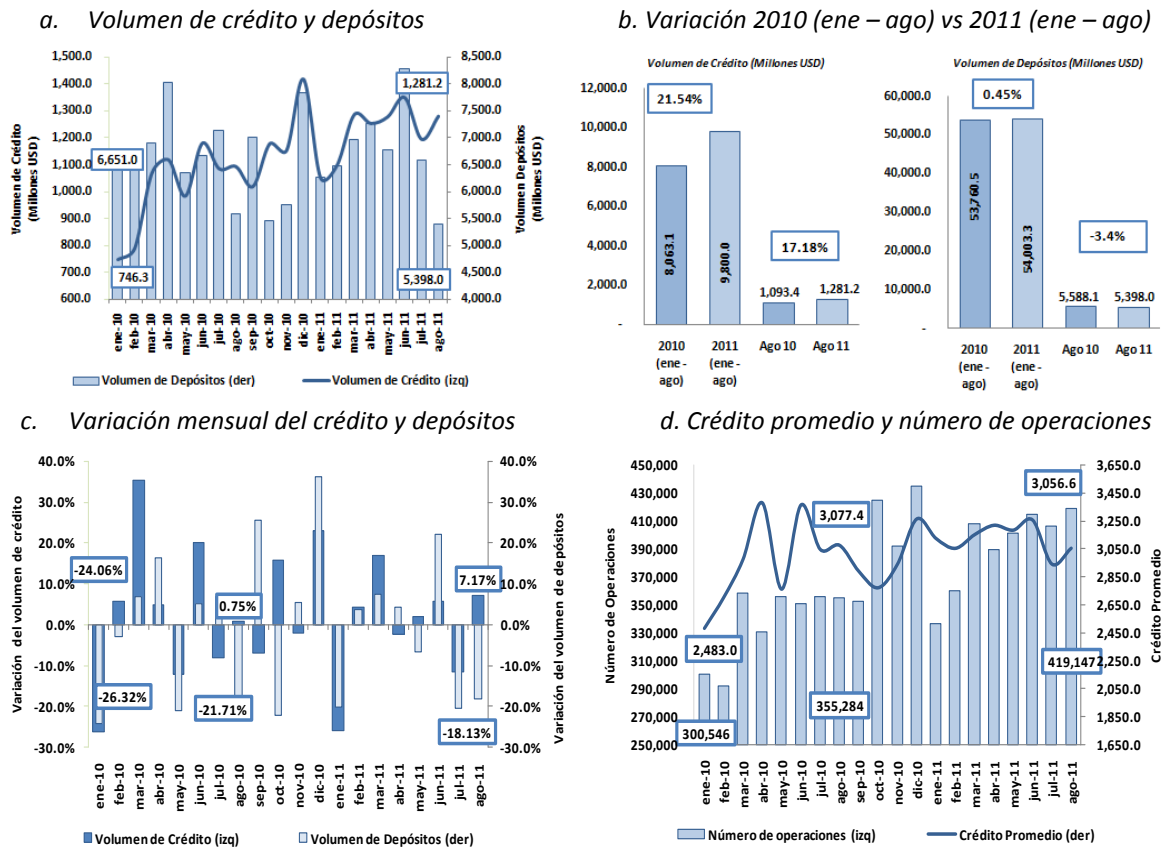 a. Volumen de crédito y depósitos
Volumen de Crédito
(Millones USD)
1,500.0
1,400.0
1,300.0
1,200.0
1,100.0
1,000.0
900.0
800.0
700.0
600.0
8,500.0
8,000.0
7,500.0
7,000.0
6,500.0
6,000.0
5,500.0
5,000.0
4,500.0
4,000.0
Volumen Depósitos
(Millones USD)
1,281.2
6,651.0
746.3
5,398.0
ene-10
feb-10
mar-10
abr-10
may-10
jun-10
jul-10
ago-10
sep-10
oct-10
nov-10
dic-10
ene-11
feb-11
mar-11
abr-11
may-11
jun-11
jul-11
ago-11
Volumen de Depósitos (der)
Volumen de Crédito (izq)
b. Variación 2010 (ene – ago) vs 2011 (ene – ago)
Volumen de Crédito (Millones USD)
12,000.0
10,000.0
8,000.0
6,000.0
4,000.0
2,000.0
-
21.54%
17.18%
8,063.1
9,800.0
1,093.4
1,281.2
2010
(ene -
ago)
2011
(ene -
ago)
Ago 10
Ago 11
Volumen de Depósitos (Millones USD)
60,000.0
50,000.0
40,000.0
30,000.0
20,000.0
10,000.0
-
0.45%
-3.4%
53,760.5
54,003.3
5,588.1
5,398.0
2010
(ene -
ago)
2011
(ene -
ago)
Ago 10
Ago 11
c. Variación mensual del crédito y depósitos
Variación del volumen de crédito
40.0%
30.0%
20.0%
10.0%
0.0%
-10.0%
-20.0%
-30.0%
40.0%
30.0%
20.0%
10.0%
0.0%
-10.0%
-20.0%
-30.0%
Variación del volumen de depósitos
-24.06%
0.75%
7.17%
-26.32%
-21.71%
-18.13%
ene-10
feb-10
mar-10
abr-10
may-10
jun-10
jul-10
ago-10
sep-10
oct-10
nov-10
dic-10
ene-11
feb-11
mar-11
abr-11
may-11
jun-11
jul-11
ago-11
Volumen de Crédito (izq)
Volumen de Depósitos (der)
d. Crédito promedio y número de operaciones
Número de Operaciones
450,000
430,000
410,000
390,000
370,000
350,000
330,000
310,000
290,000
270,000
250,000
3,650.0
3,450.0
3,250.0
3,050.0
2,850.0
2,650.0
2,450.0
2,050.0
1,850.0
1,650.0
Crédito Promedio
3,056.6
3,077.4
2,483.0
419,147
355,284
300,546
ene-10
feb-10
mar-10
abr-10
may-10
jun-10
jul-10
ago-10
sep-10
oct-10
nov-10
dic-10
ene-11
feb-11
mar-11
abr-11
may-11
jun-11
jul-11
ago-11
Número de operaciones (izq)
Crédito Promedio (der)